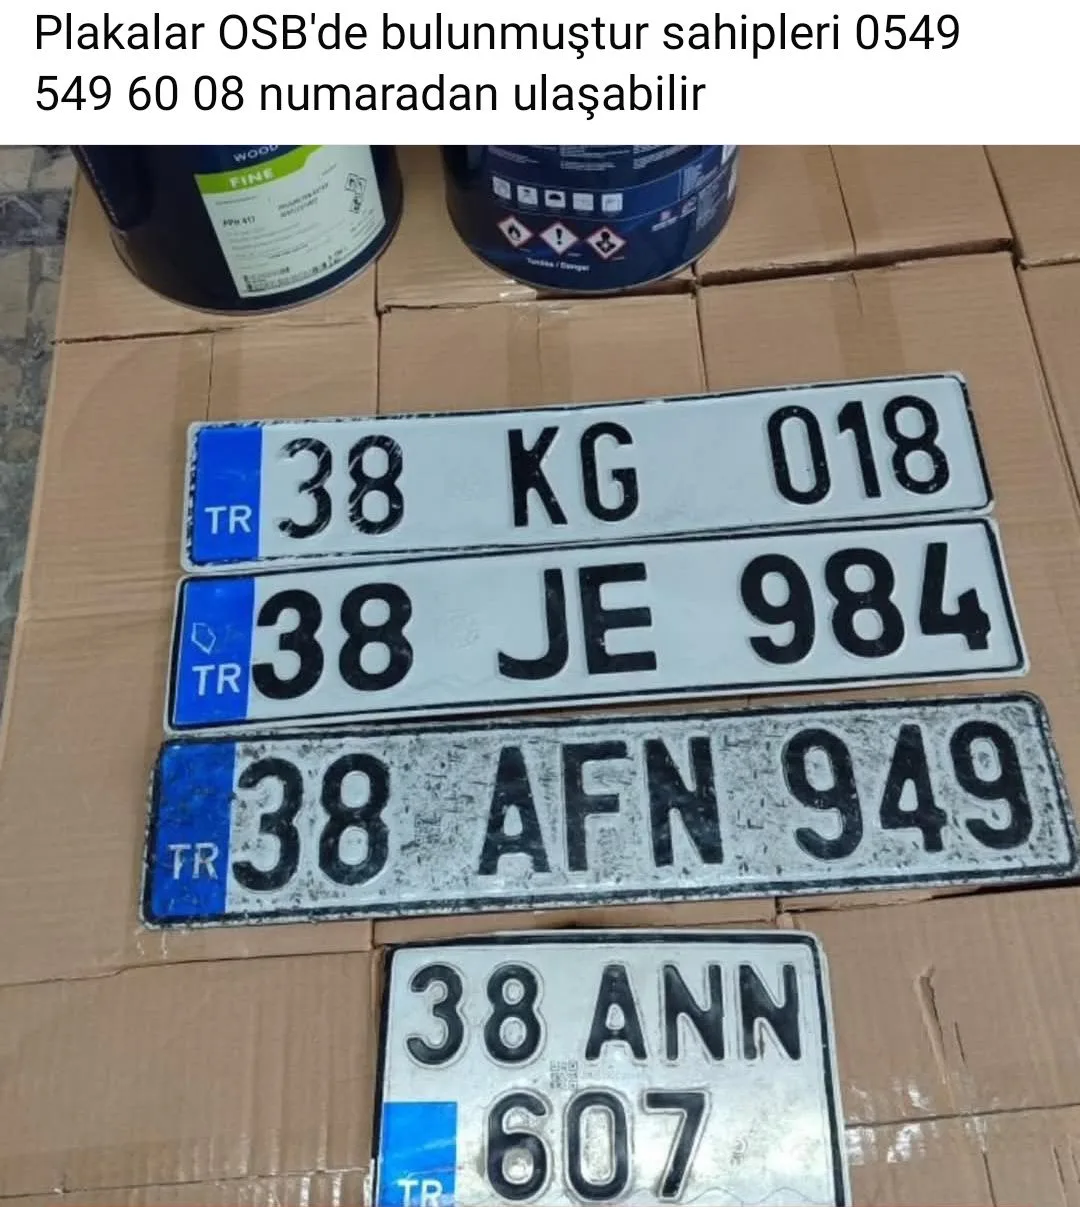 Plakalar OSB'de bulunmuştur sahipleri 0549
549 60 08 numaradan ulaşabilir
WOOD
FINE
TR 38 KG 018
TR 38 JE 984
TR 38 AFN 949
38 ANN
TR 607